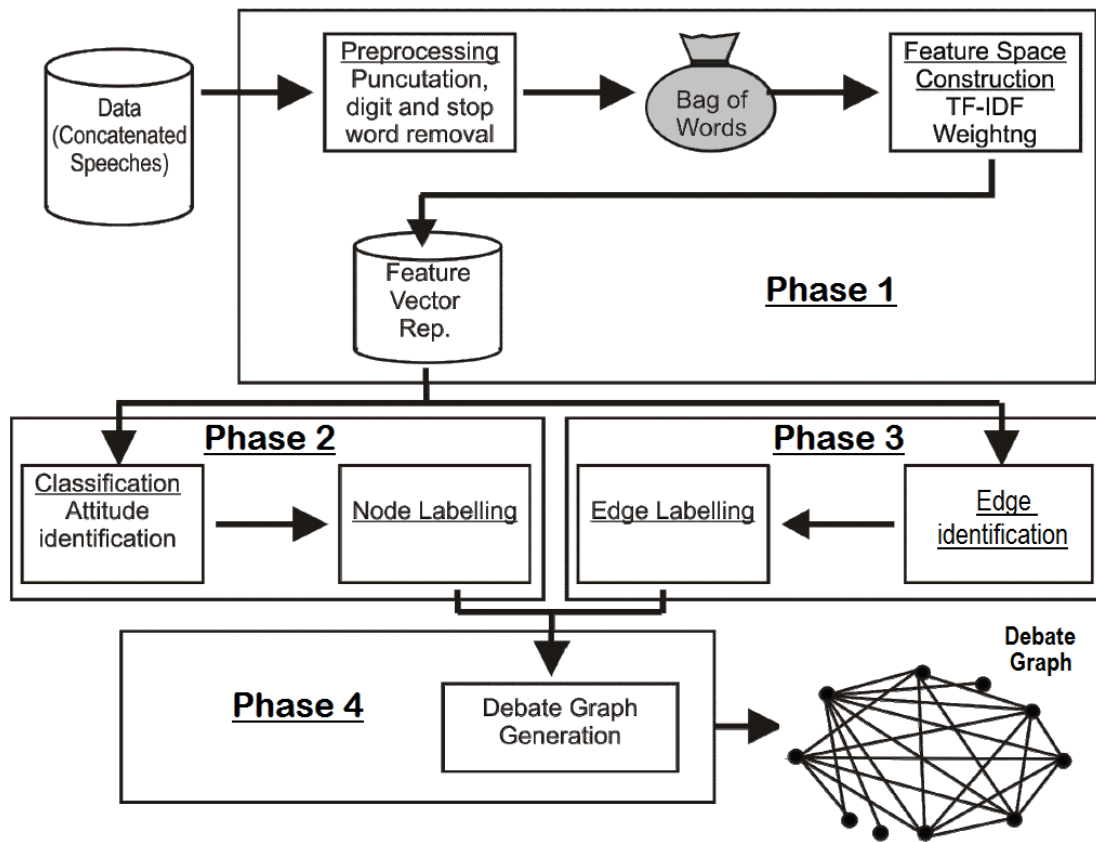 Data
(Concatenated
Speeches)
Preprocessing
Puncutation,
digit and stop
word removal
Bag of
Words
Feature Space
Construction
TF-IDF
Weightng
Feature
Vector
Rep.
Phase 1
Phase 2
Classification
Attitude
identification
Node Labelling
Phase 3
Edge Labelling
Edge
identification
Phase 4
Debate Graph
Generation
Debate
Graph